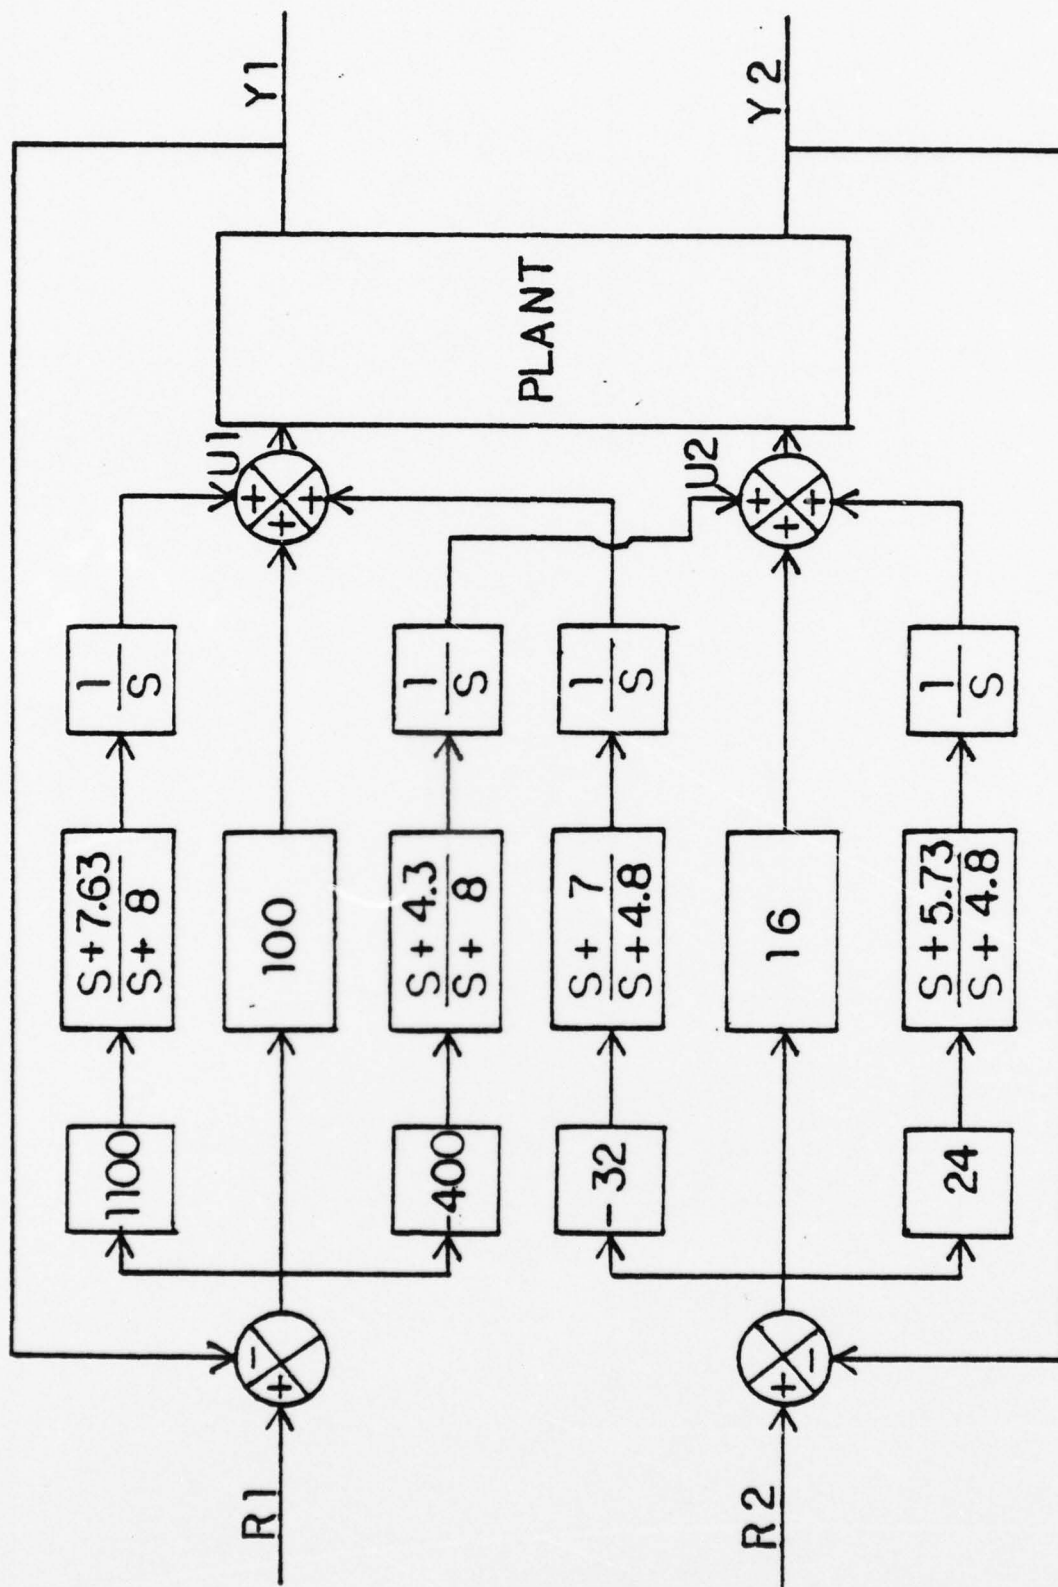 Y1
U1
1100
S+7.63
S+8
1
S
R1
+
-
100
+
+
+
-400
S+4.3
S+8
1
S
PLANT
-32
S+7
S+4.8
1
S
U2
Y2
R2
+
-
16
+
+
+
24
S+5.73
S+4.8
1
S